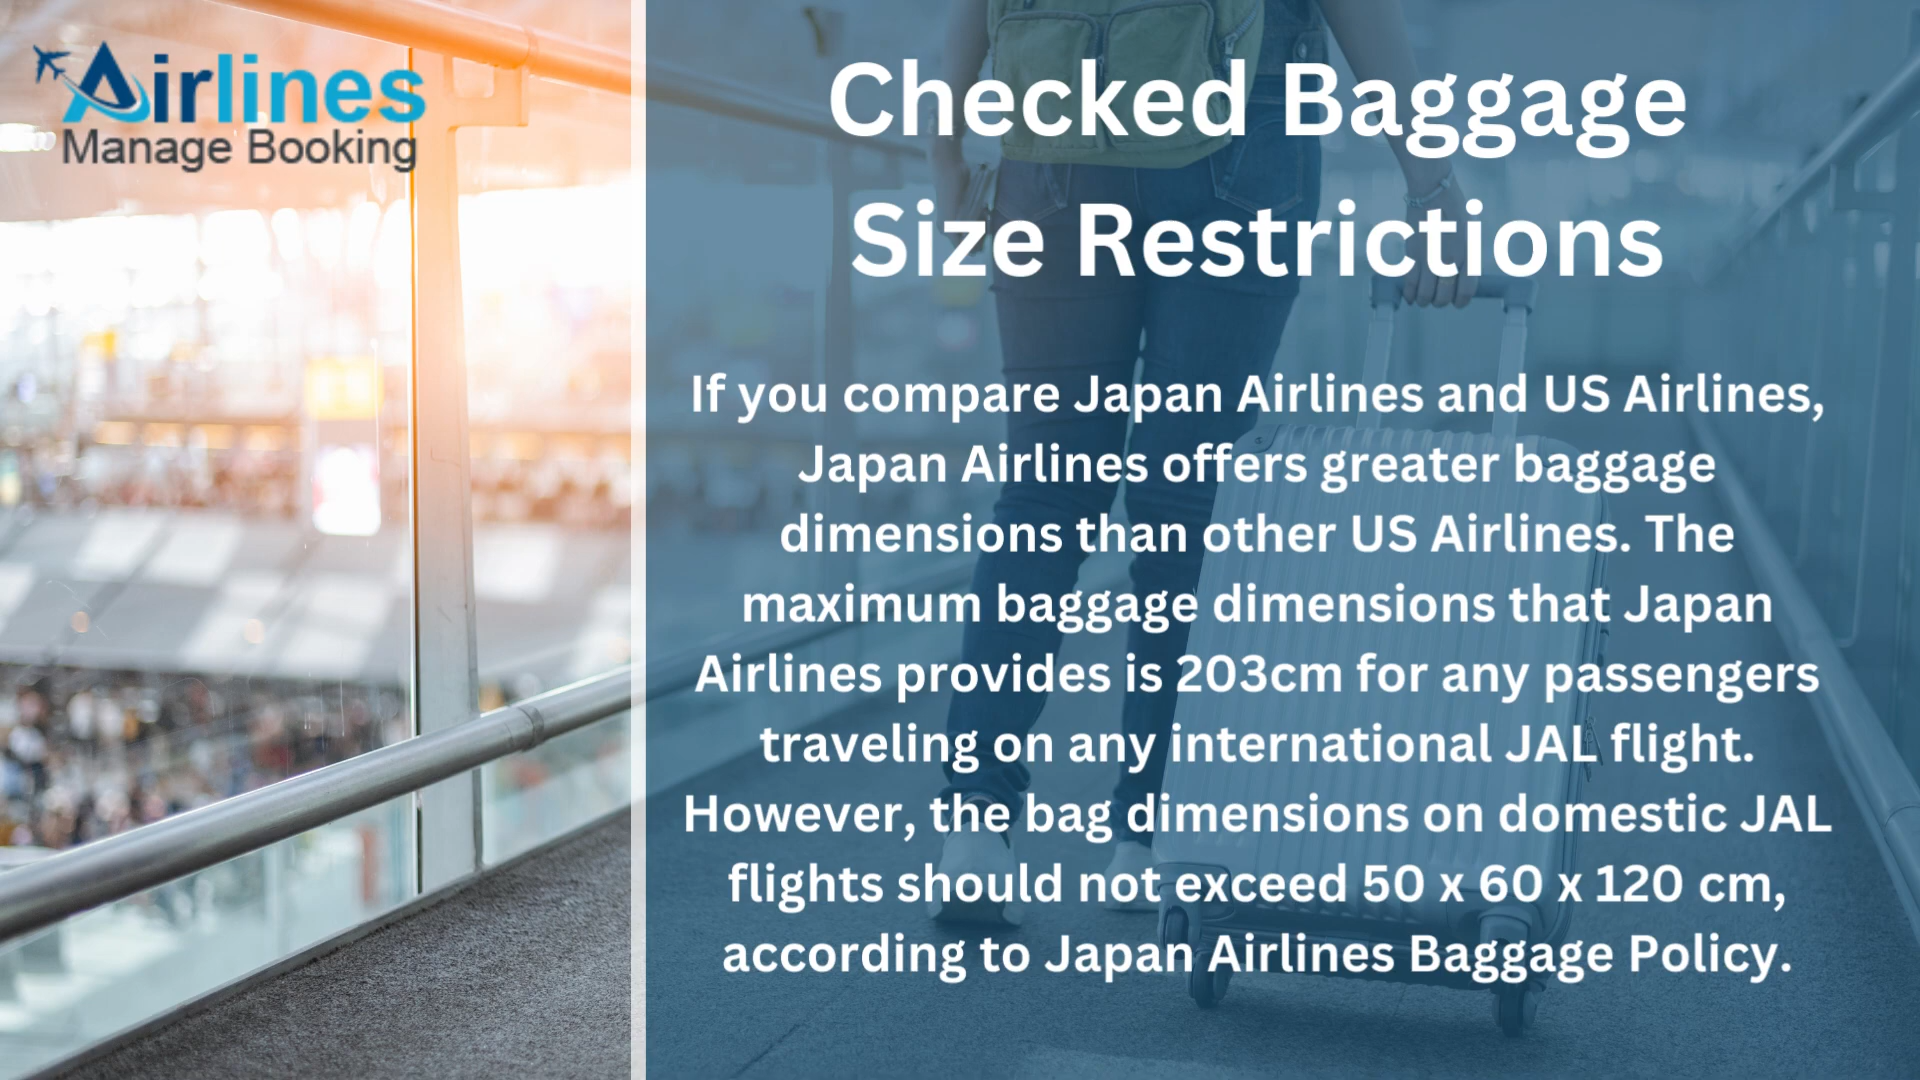 Airlines
Manage Booking
Checked Baggage
Size Restrictions
If you compare Japan Airlines and US Airlines,
Japan Airlines offers greater baggage
dimensions than other US Airlines. The
maximum baggage dimensions that Japan
Airlines provides is 203cm for any passengers
traveling on any international JAL flight.
However, the bag dimensions on domestic JAL
flights should not exceed 50 x 60 x 120 cm,
according to Japan Airlines Baggage Policy.